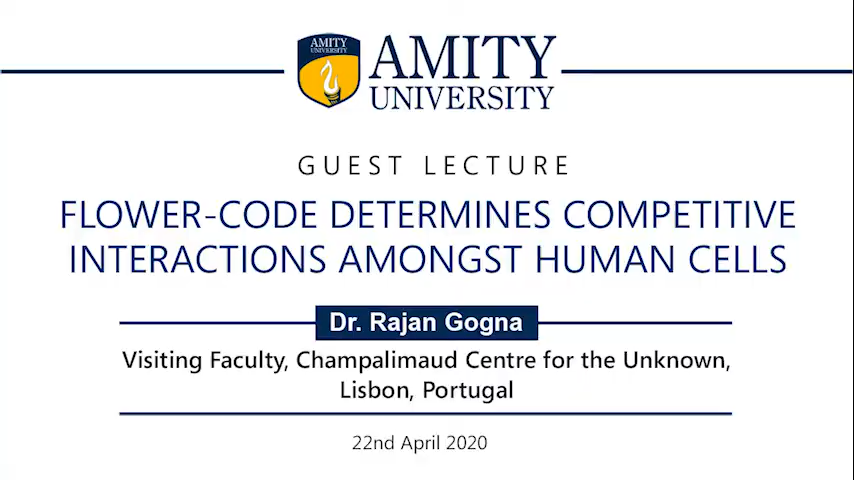 AMITY
UNIVERSITY
AMITY
UNIVERSITY
GUEST LECTURE
FLOWER-CODE DETERMINES COMPETITIVE
INTERACTIONS AMONGST HUMAN CELLS
Dr. Rajan Gogna
Visiting Faculty, Champalimaud Centre for the Unknown,
Lisbon, Portugal
22nd April 2020